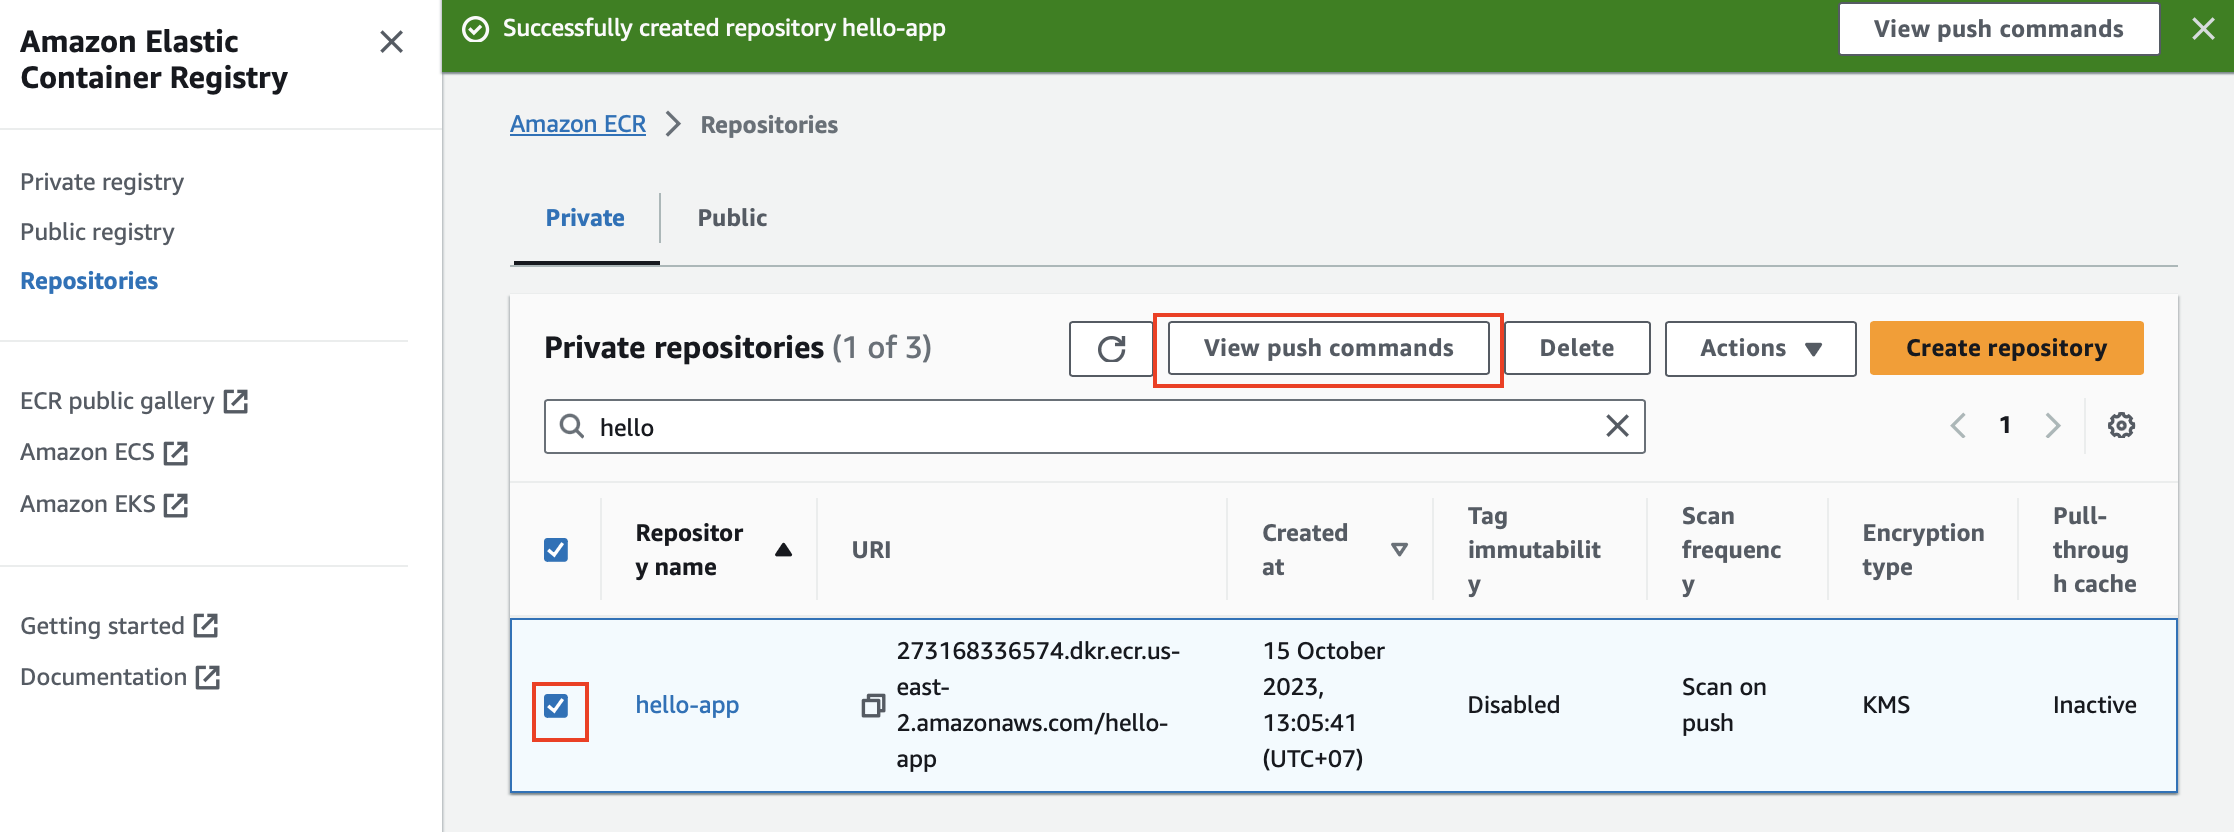 Amazon Elastic
Container Registry
Private registry
Public registry
Repositories
ECR public gallery
Amazon ECS
Amazon EKS
Getting started
Documentation
Successfully created repository hello-app
View push commands
Amazon ECR
Repositories
Private
Public
Private repositories (1 of 3)
View push commands
Delete
Actions
Create repository
hello
1
Repositor
y name
URI
Created
at
Tag
immutabilit
y
Scan
frequenc
y
Encryption
type
Pull-
throug
h cache
hello-app
273168336574.dkr.ecr.us-
east-
2.amazonaws.com/hello-
app
15 October
2023,
13:05:41
(UTC+07)
Disabled
Scan on
push
KMS
Inactive